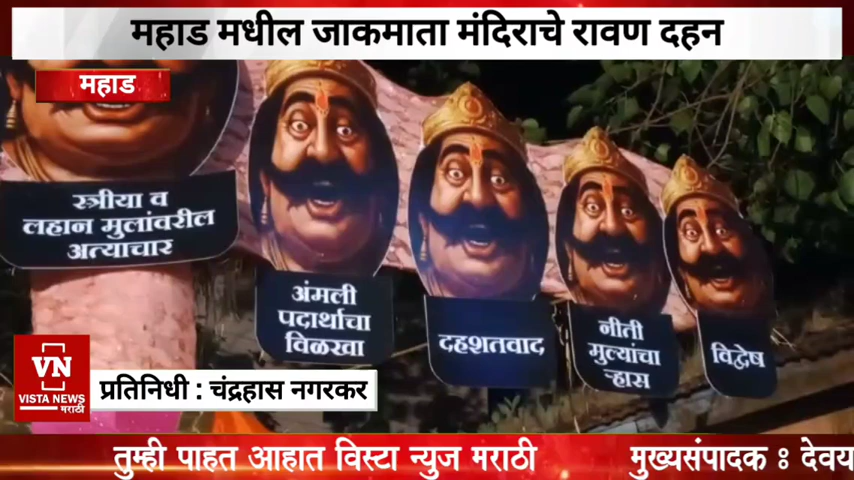 महाड मधील जाकमाता मंदिराचे रावण दहन
महाड
स्त्रीया व
लहान मुलांवरील
अत्याचार
अंमली
पदार्थाचा
विळखा
दहशतवाद
नीती
मुल्यांचा
ऱ्हास
विद्वेष
VN
VISTA NEWS
मराठी
प्रतिनिधी : चंद्रहास नगरकर
तुम्ही पाहत आहात विस्टा न्युज मराठी
मुख्यसंपादक : देवय